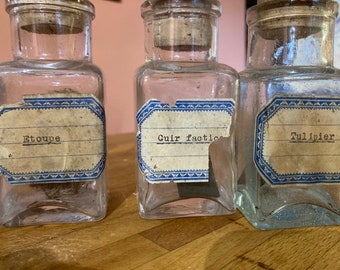 Etoupe
Cuir factice
Tulipier